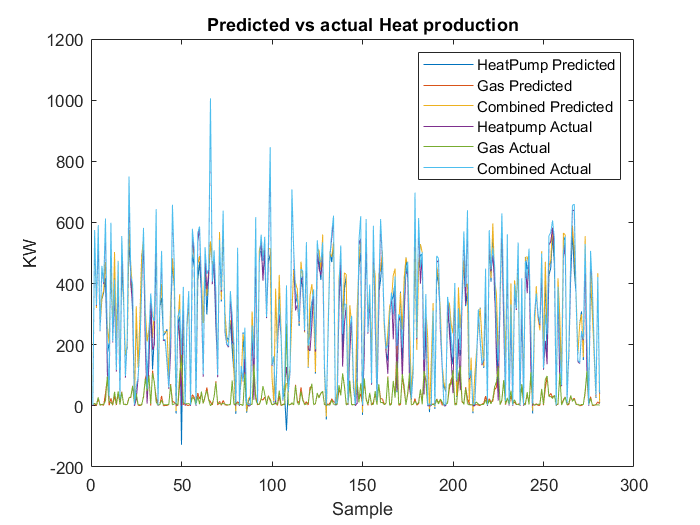 Predicted vs actual Heat production
1200
1000
800
600
400
200
0
-200
KW
HeatPump Predicted
Gas Predicted
Combined Predicted
Heatpump Actual
Gas Actual
Combined Actual
0 50 100 150 200 250 300
Sample